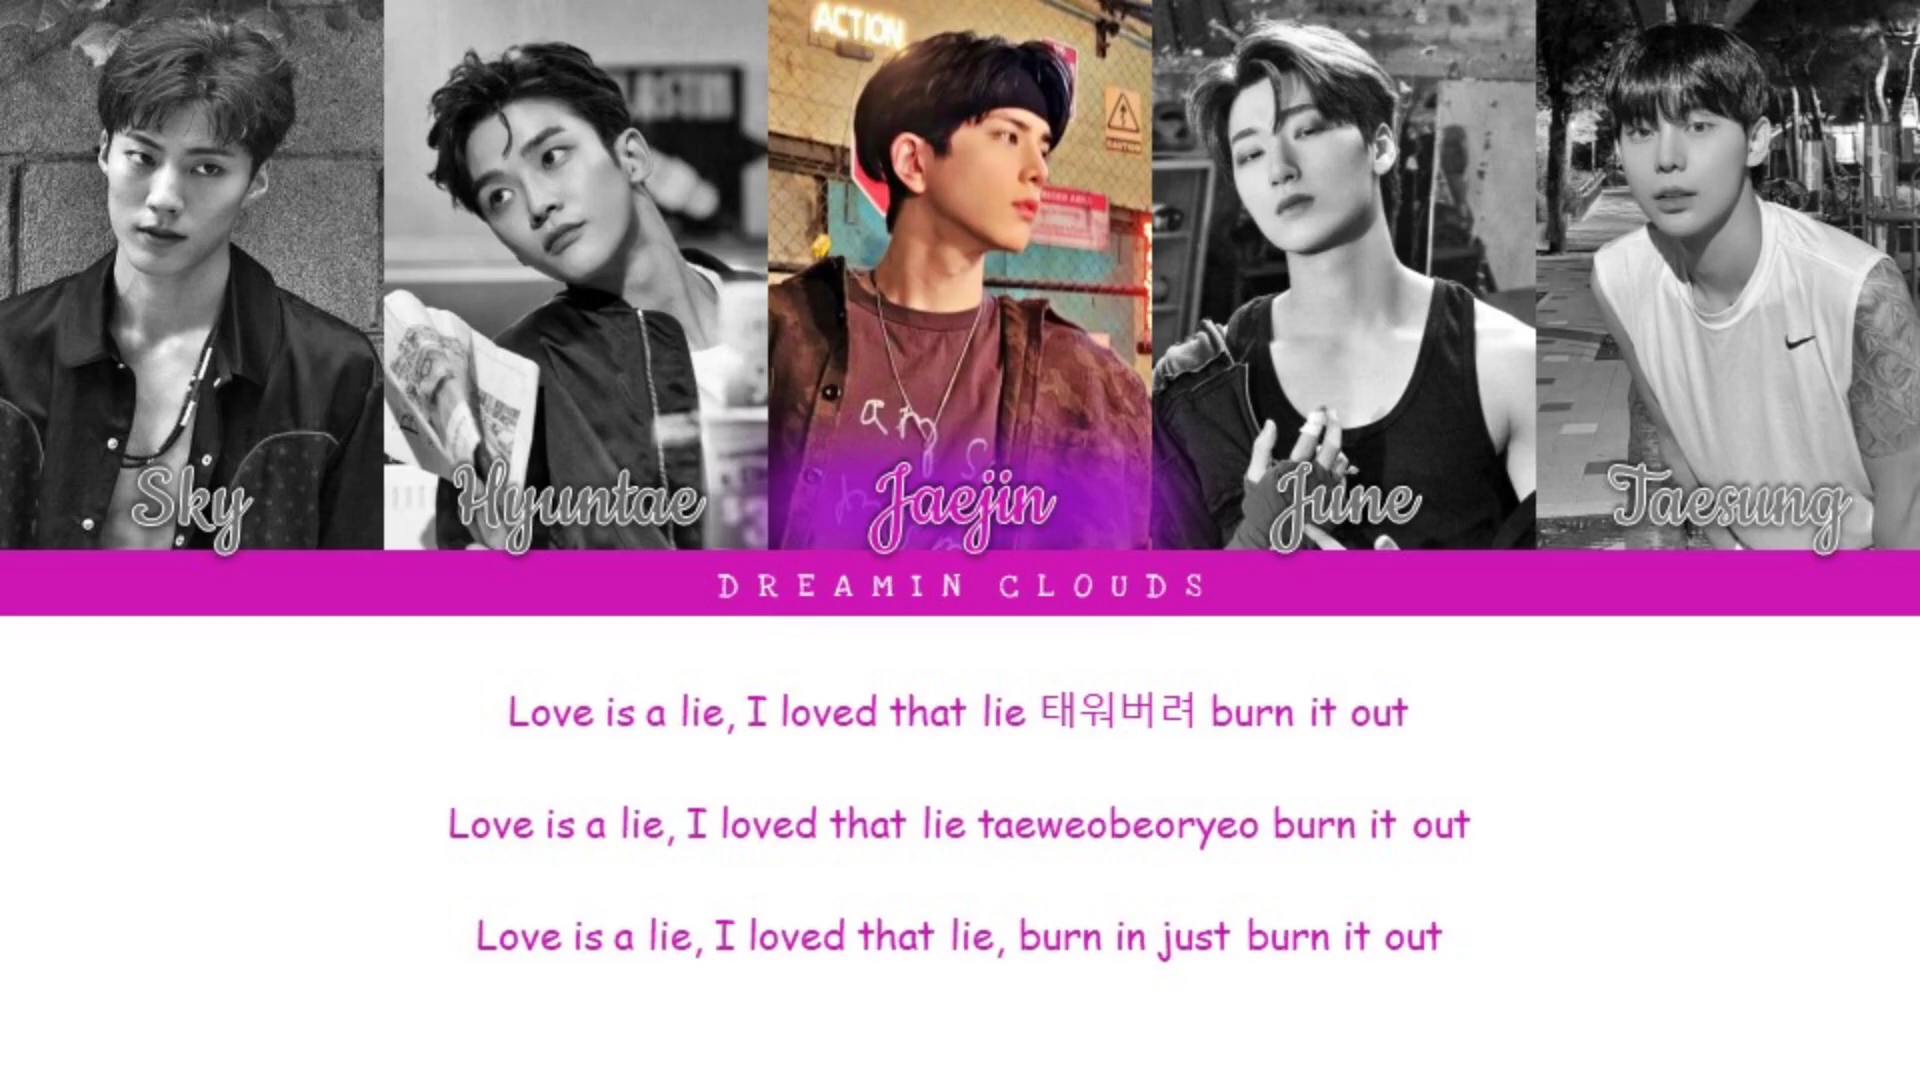 ACTION
CAUTION
Sky
Hyuntae
Jaejin
June
Taesung
DREAMIN CLOUDS
Love is a lie, I loved that lie 태워버려 burn it out
Love is a lie, I loved that lie taeweobeoryeo burn it out
Love is a lie, I loved that lie, burn in just burn it out